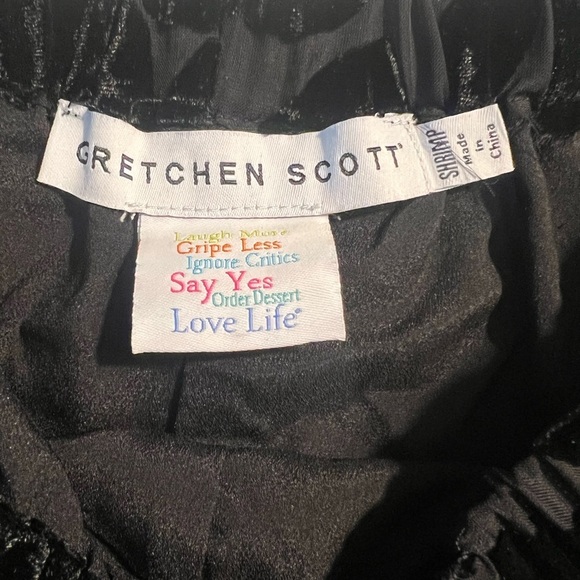 GRETCHEN SCOTT
SHRIMP
Made
in
China
Laugh More
Gripe Less
Ignore Critics
Say Yes
Order Dessert
Love Life®